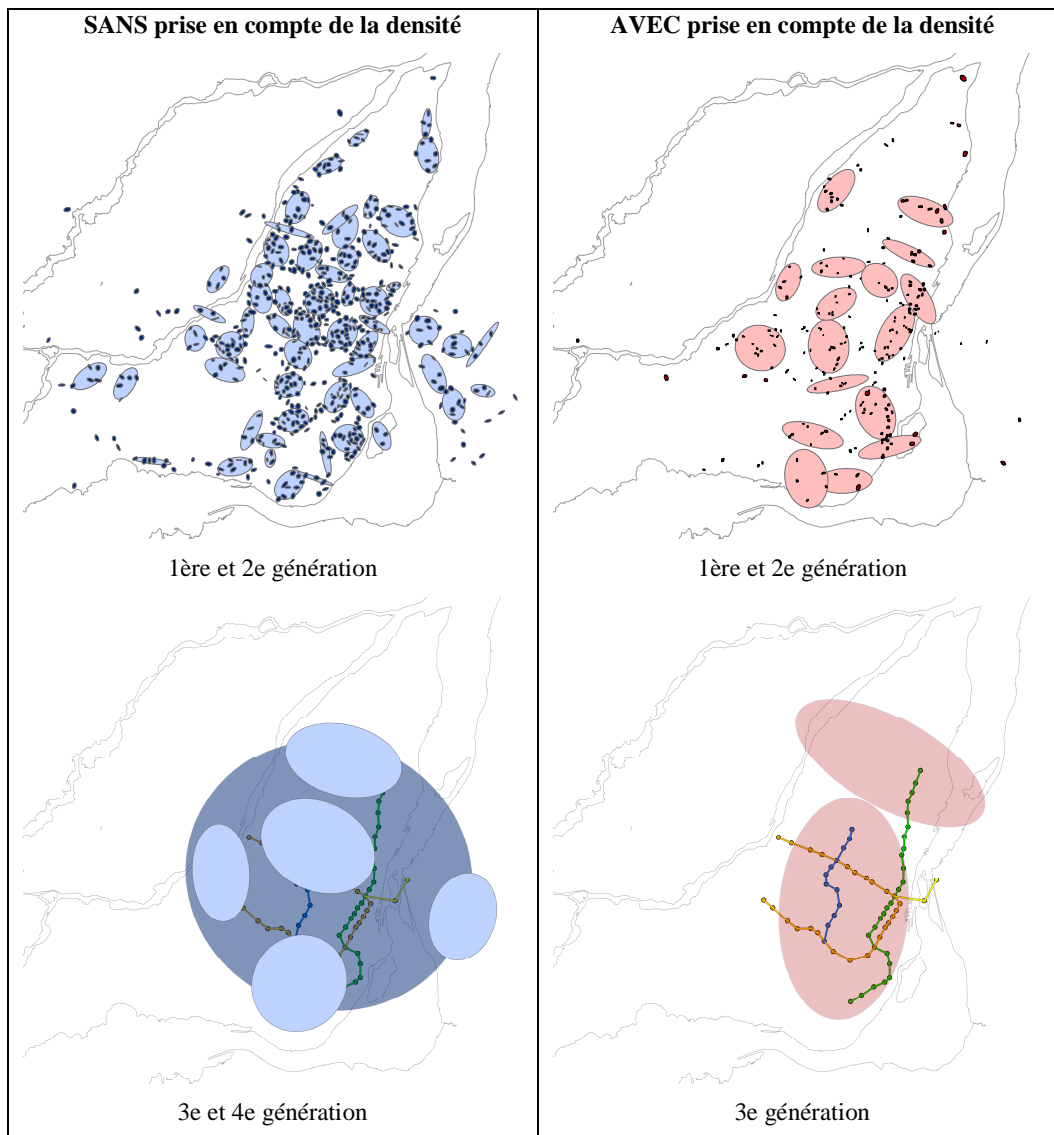 SANS prise en compte de la densité
AVEC prise en compte de la densité
1ère et 2e génération
1ère et 2e génération
3e et 4e génération
3e génération